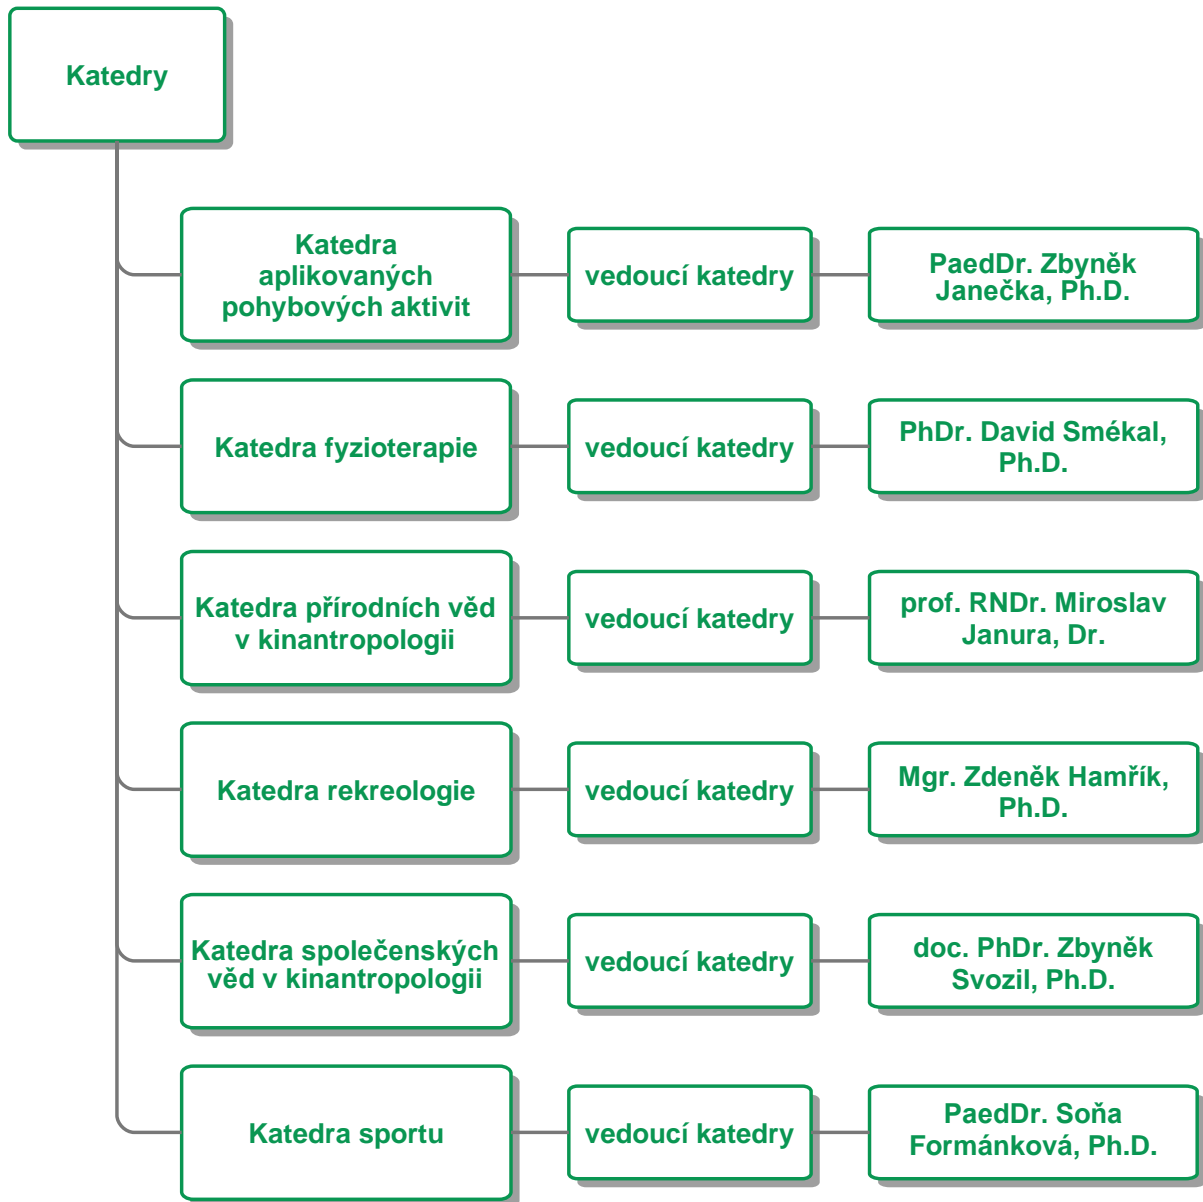 Katedry
Katedra
aplikovaných
pohybových aktivit
vedoucí katedry
PaedDr. Zbyněk
Janečka, Ph.D.
Katedra fyzioterapie
vedoucí katedry
PhDr. David Smékal,
Ph.D.
Katedra přírodních věd
v kinantropologii
vedoucí katedry
prof. RNDr. Miroslav
Janura, Dr.
Katedra rekreologie
vedoucí katedry
Mgr. Zdeněk Hamřík,
Ph.D.
Katedra společenských
věd v kinantropologii
vedoucí katedry
doc. PhDr. Zbyněk
Svozil, Ph.D.
Katedra sportu
vedoucí katedry
PaedDr. Soňa
Formánková, Ph.D.